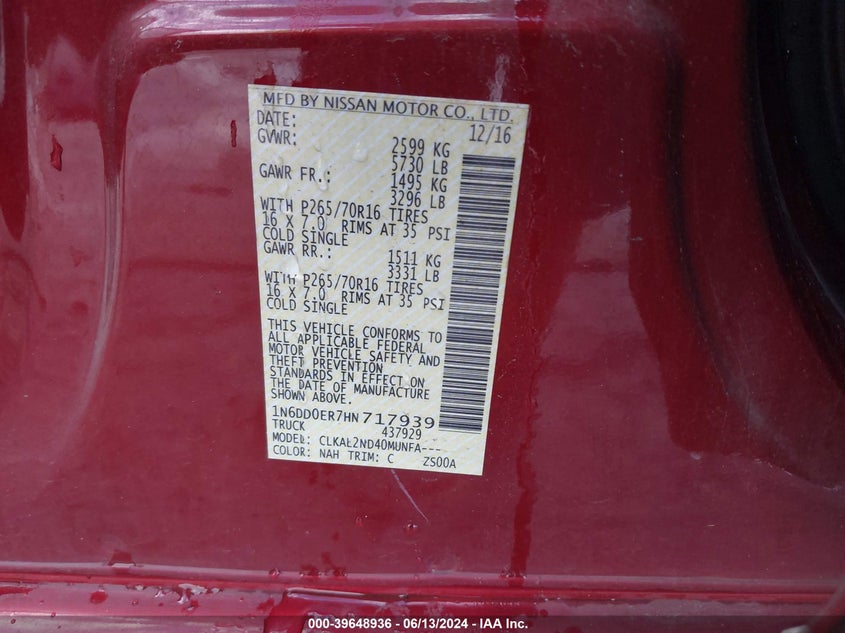 MFD BY NISSAN MOTOR CO., LTD.
DATE: 12/16
GVWR: 2599 KG
5730 LB
GAWR FR.: 1495 KG
3296 LB
WITH P265/70R16 TIRES
16 X 7.0 RIMS AT 35 PSI
COLD SINGLE
GAWR RR.: 1511 KG
3331 LB
WITH P265/70R16 TIRES
16 X 7.0 RIMS AT 35 PSI
COLD SINGLE
THIS VEHICLE CONFORMS TO
ALL APPLICABLE FEDERAL
MOTOR VEHICLE SAFETY AND
THEFT PREVENTION
STANDARDS IN EFFECT ON
THE DATE OF MANUFACTURE
SHOWN ABOVE.
1N6DD0ER7HN717939
TRUCK 437929
MODEL: CLKAL2ND40MUNFA---
COLOR: NAH TRIM: C ZS00A
000-39648936 - 06/13/2024 - IAA Inc.